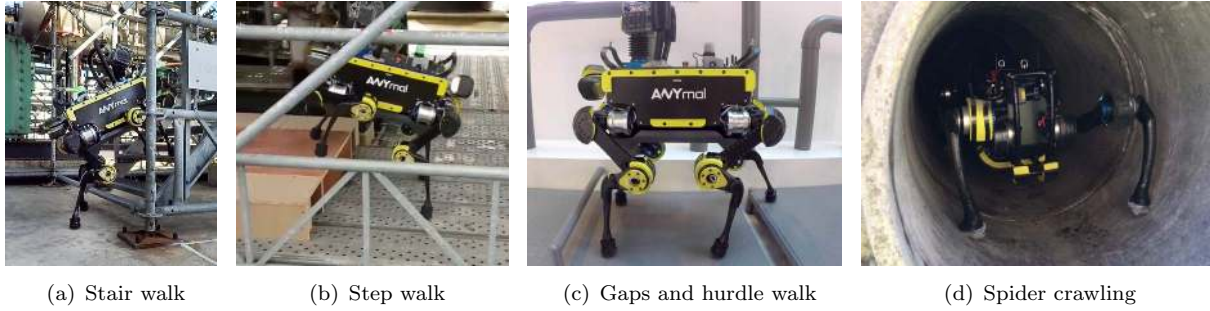 ANYmal
ANYmal
ANYmal
(a) Stair walk
(b) Step walk
(c) Gaps and hurdle walk
(d) Spider crawling